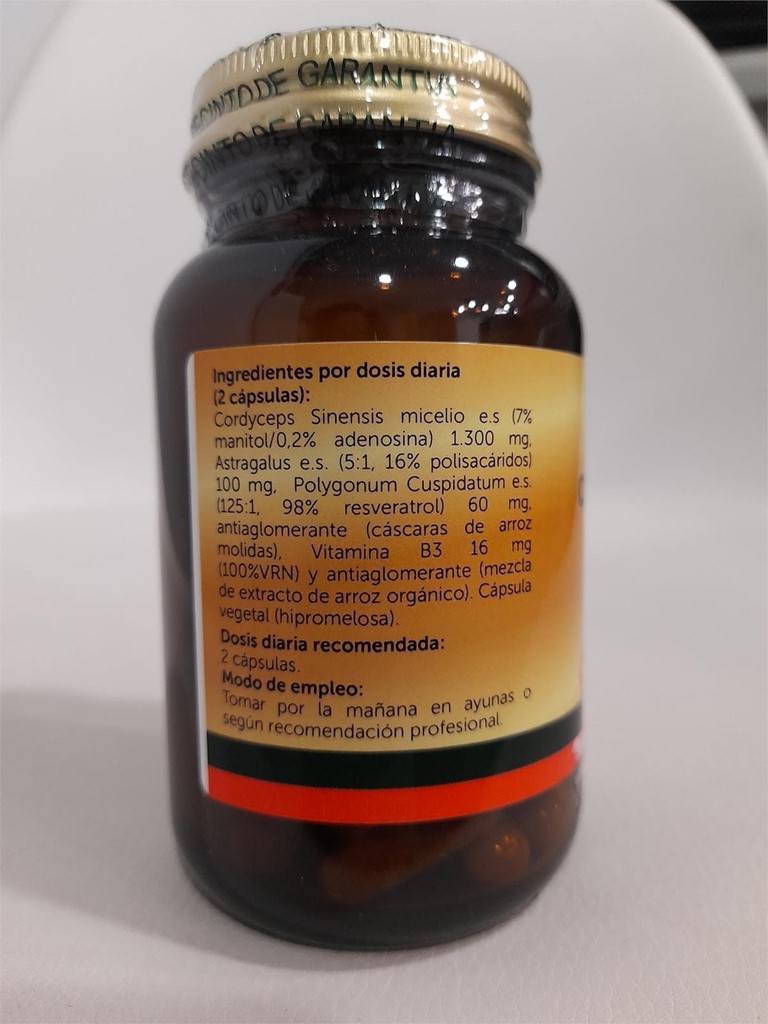 PRECINTO DE GARANTIA
PRECINTO DE GARANTIA
Ingredientes por dosis diaria
(2 cápsulas):
Cordyceps Sinensis micelio e.s (7%
manitol/0,2% adenosina) 1.300 mg,
Astragalus e.s. (5:1, 16% polisacáridos)
100 mg, Polygonum Cuspidatum e.s.
(125:1, 98% resveratrol) 60 mg,
antiaglomerante (cáscaras de arroz
molidas), Vitamina B3 16 mg
(100%VRN) y antiaglomerante (mezcla
de extracto de arroz orgánico). Cápsula
vegetal (hipromelosa).
Dosis diaria recomendada:
2 cápsulas.
Modo de empleo:
Tomar por la mañana en ayunas o
según recomendación profesional.